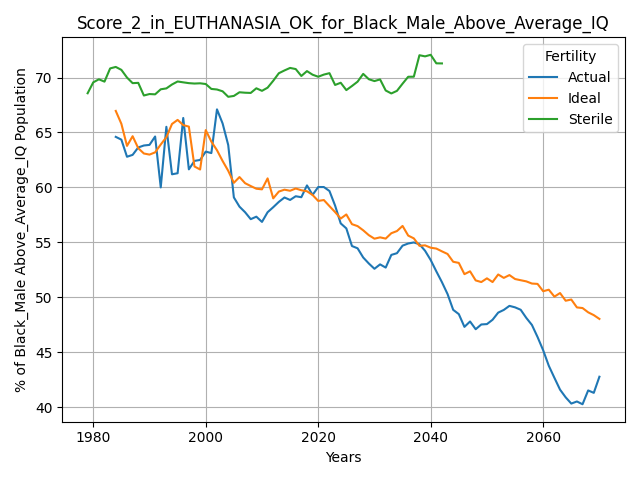 Score_2_in_EUTHANASIA_OK_for_Black_Male_Above_Average_IQ
% of Black_Male Above_Average_IQ Population
70
65
60
55
50
45
40
Fertility
Actual
Ideal
Sterile
1980
2000
2020
2040
2060
Years